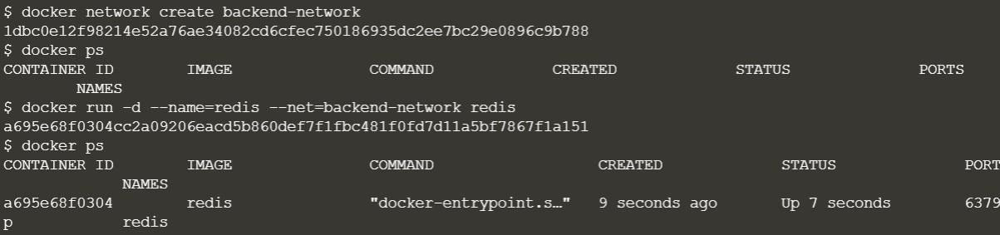 $ docker network create backend-network
1dbc0e12f98214e52a76ae34082cd6cfec750186935dc2ee7bc29e0896c9b788
$ docker ps
CONTAINER ID        IMAGE               COMMAND             CREATED             STATUS              PORTS
        NAMES
$ docker run -d --name=redis --net=backend-network redis
a695e68f0304cc2a09206eacd5b860def7f1fbc481f0fd7d11a5bf7867f1a151
$ docker ps
CONTAINER ID        IMAGE               COMMAND                  CREATED             STATUS              PORT
             NAMES
a695e68f0304        redis               "docker-entrypoint.s…"   9 seconds ago       Up 7 seconds        6379
p            redis